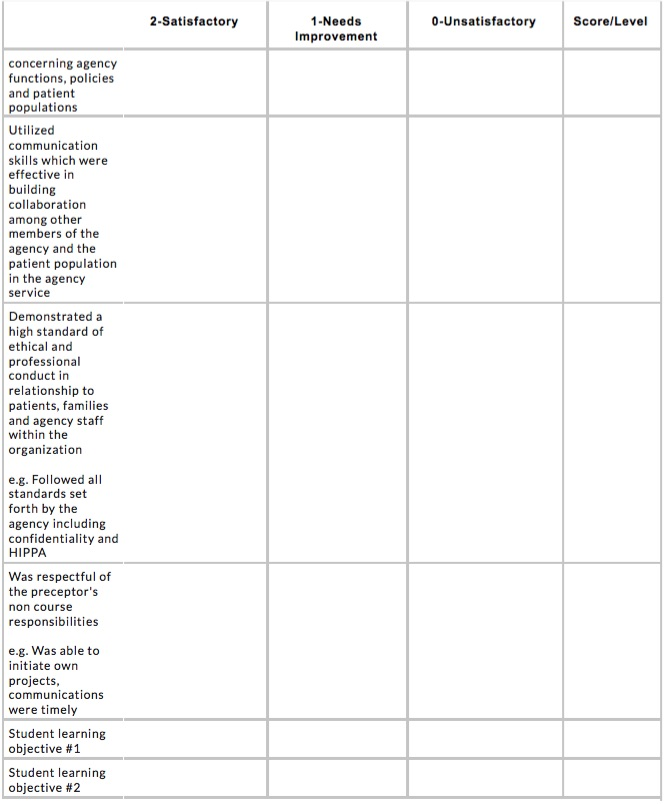 2-Satisfactory
1-Needs
Improvement
0-Unsatisfactory
Score/Level
concerning agency
functions, policies
and patient
populations
Utilized
communication
skills which were
effective in
building
collaboration
among other
members of the
agency and the
patient population
in the agency
service
Demonstrated a
high standard of
ethical and
professional
conduct in
relationship to
patients, families
and agency staff
within the
organization
e.g. Followed all
standards set
forth by the
agency including
confidentiality and
HIPPA
Was respectful of
the preceptor's
non course
responsibilities
e.g. Was able to
initiate own
projects,
communications
were timely
Student learning
objective #1
Student learning
objective #2